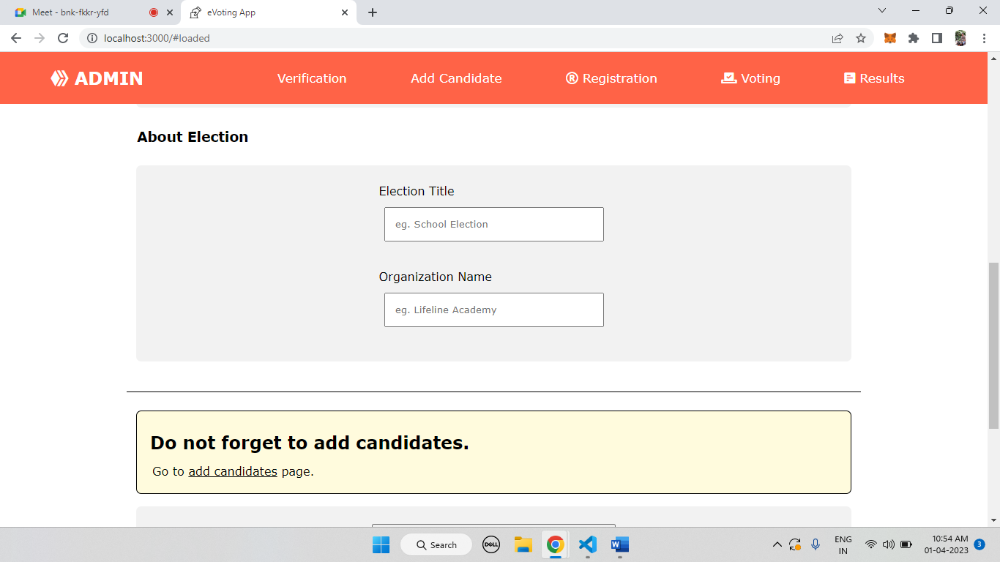 Meet - bnk-fkkr-yfd
eVoting App
localhost:3000/#loaded
ADMIN
Verification
Add Candidate
Registration
Voting
Results
About Election
Election Title
eg. School Election
Organization Name
eg. Lifeline Academy
Do not forget to add candidates.
Go to add candidates page.
Search
DELL
ENG
IN
10:54 AM
01-04-2023
3